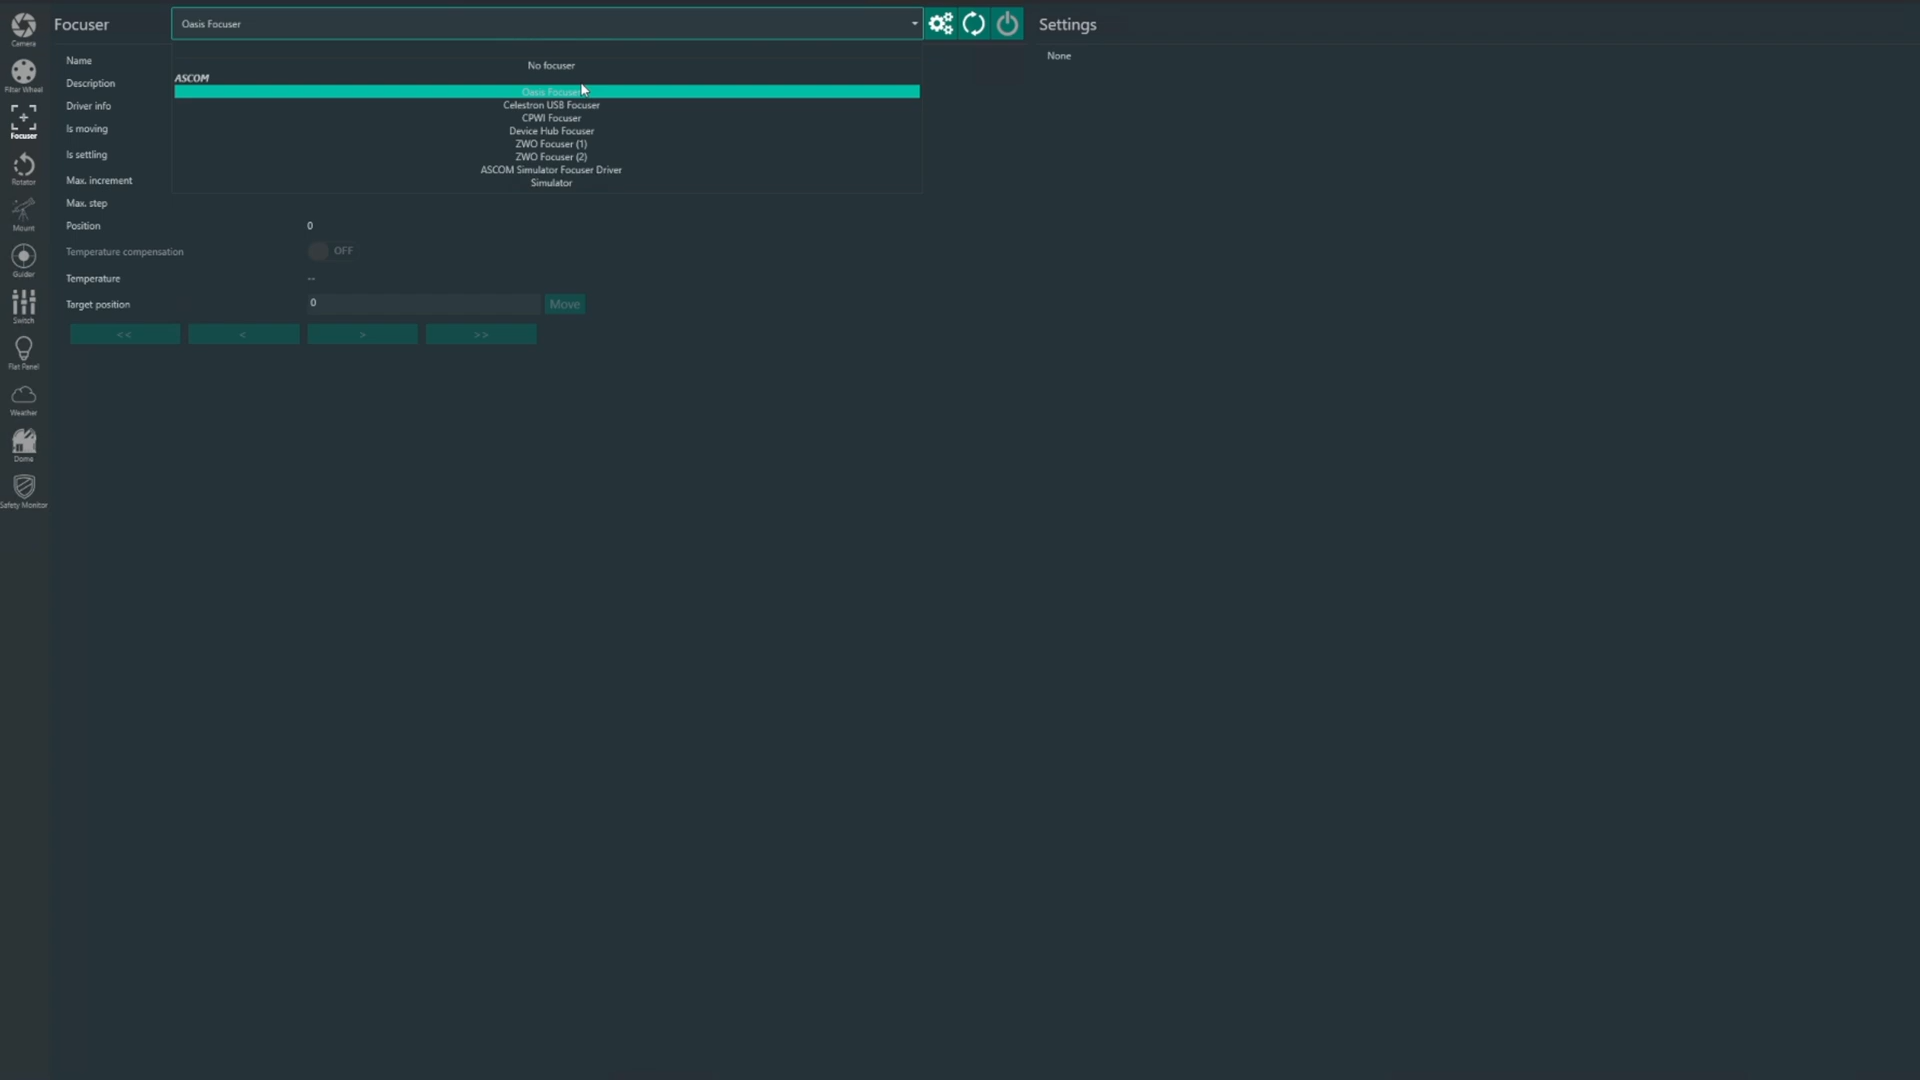 Focuser
Oasis Focuser
Settings
Camera
Filter Wheel
Focuser
Rotator
Mount
Guider
Switch
Flat Panel
Weather
Dome
Safety Monitor
Name
Description
Driver info
Is moving
Is settling
Max. increment
Max. step
Position
0
Temperature compensation
OFF
Temperature
--
Target position
0
Move
<<
<
>
>>
No focuser
ASCOM
Oasis Focuser
Celestron USB Focuser
CPWI Focuser
Device Hub Focuser
ZWO Focuser (1)
ZWO Focuser (2)
ASCOM Simulator Focuser Driver
Simulator
None